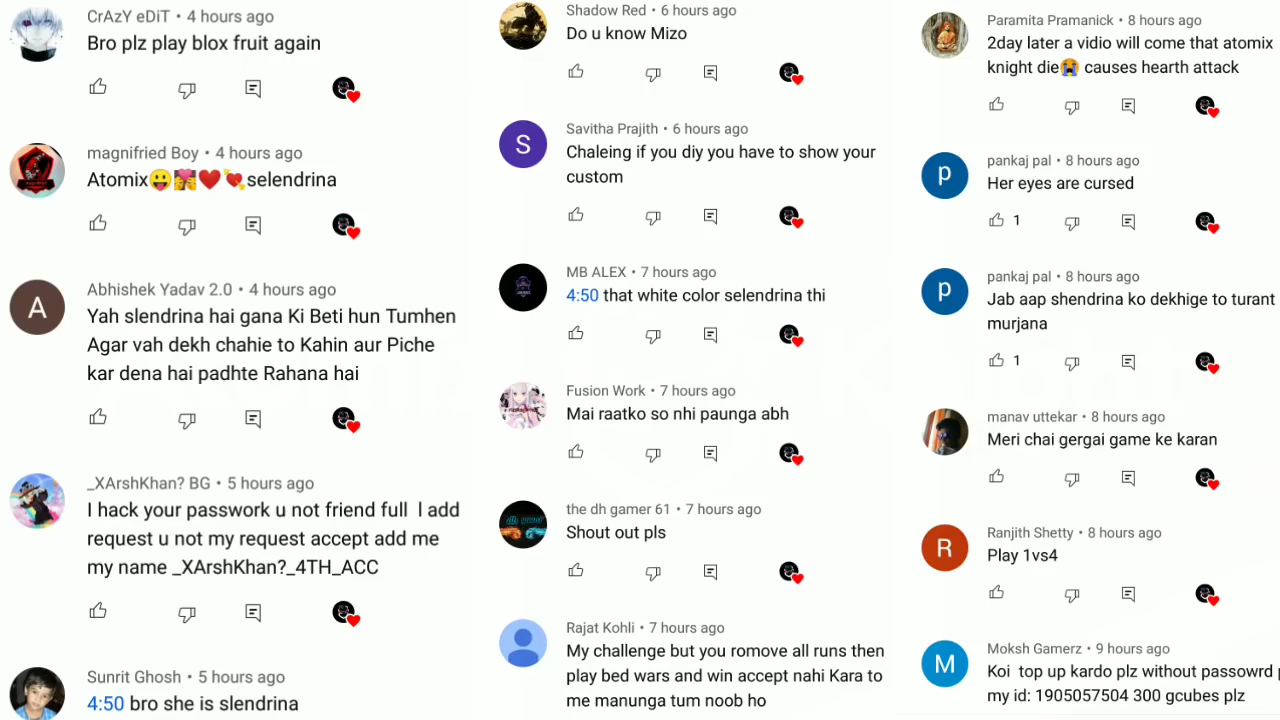 CrAzY eDiT • 4 hours ago
Bro plz play blox fruit again
magnifried Boy • 4 hours ago
Atomix😛💏❤️💘selendrina
A
Abhishek Yadav 2.0 • 4 hours ago
Yah slendrina hai gana Ki Beti hun Tumhen
Agar vah dekh chahie to Kahin aur Piche
kar dena hai padhte Rahana hai
_XArshKhan? BG • 5 hours ago
I hack your passwork u not friend full I add
request u not my request accept add me
my name _XArshKhan?_4TH_ACC
Sunrit Ghosh • 5 hours ago
4:50 bro she is slendrina
Shadow Red • 6 hours ago
Do u know Mizo
S
Savitha Prajith • 6 hours ago
Chaleing if you diy you have to show your
custom
MB ALEX • 7 hours ago
4:50 that white color selendrina thi
Fusion Work • 7 hours ago
Mai raatko so nhi paunga abh
the dh gamer 61 • 7 hours ago
Shout out pls
Rajat Kohli • 7 hours ago
My challenge but you romove all runs then
play bed wars and win accept nahi Kara to
me manunga tum noob ho
Paramita Pramanick • 8 hours ago
2day later a vidio will come that atomix
knight die😭 causes hearth attack
p
pankaj pal • 8 hours ago
Her eyes are cursed
1
p
pankaj pal • 8 hours ago
Jab aap shendrina ko dekhige to turant
murjana
1
manav uttekar • 8 hours ago
Meri chai gergai game ke karan
R
Ranjith Shetty • 8 hours ago
Play 1vs4
M
Moksh Gamerz • 9 hours ago
Koi top up kardo plz without passowrd
my id: 1905057504 300 gcubes plz